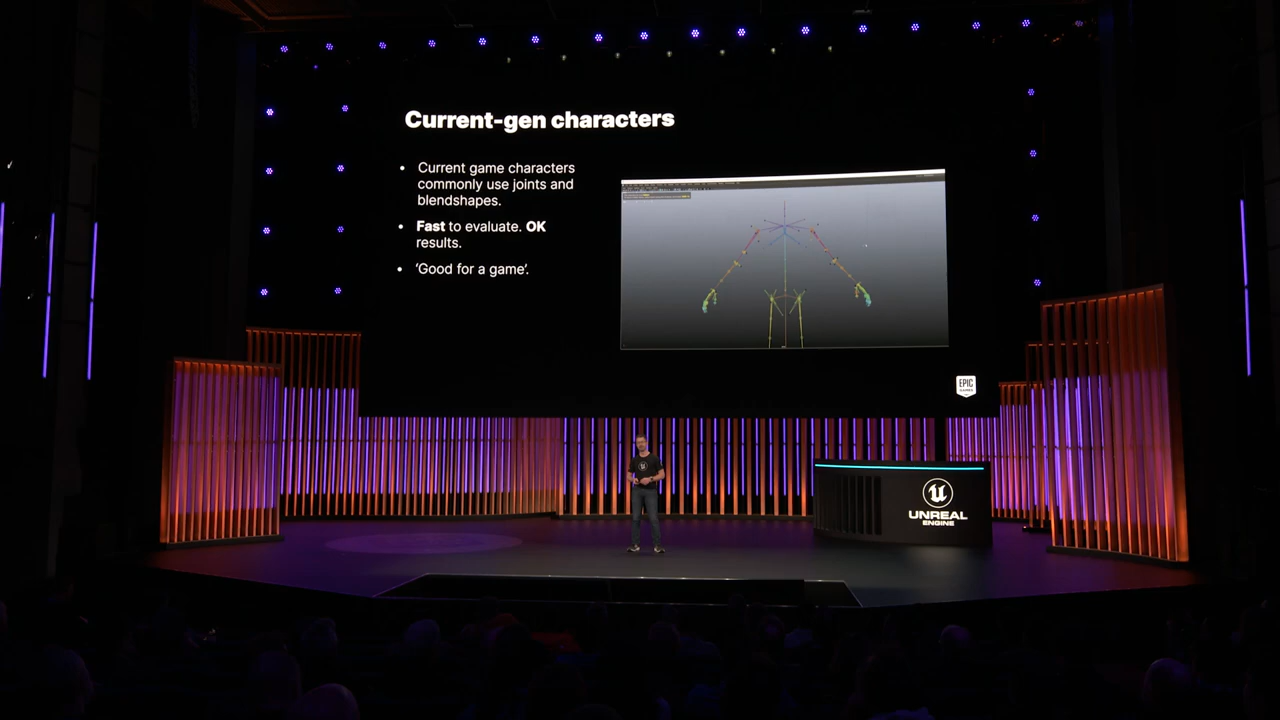 Current-gen characters
• Current game characters
commonly use joints and
blendshapes.
• Fast to evaluate. OK
results.
• ‘Good for a game’.
EPIC
GAMES
UNREAL
ENGINE